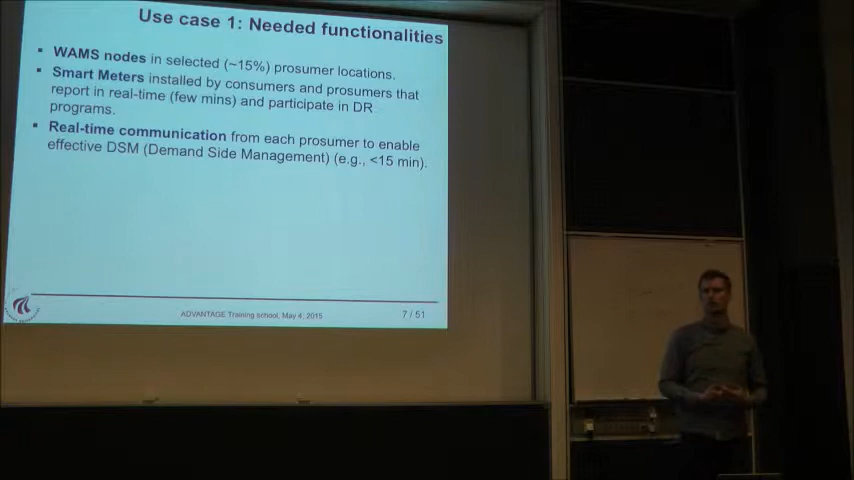 Use case 1: Needed functionalities
▪ WAMS nodes in selected (~15%) prosumer locations.
▪ Smart Meters installed by consumers and prosumers that
report in real-time (few mins) and participate in DR
programs.
▪ Real-time communication from each prosumer to enable
effective DSM (Demand Side Management) (e.g., <15 min).
ADVANTAGE Training school, May 4, 2015
7 / 51